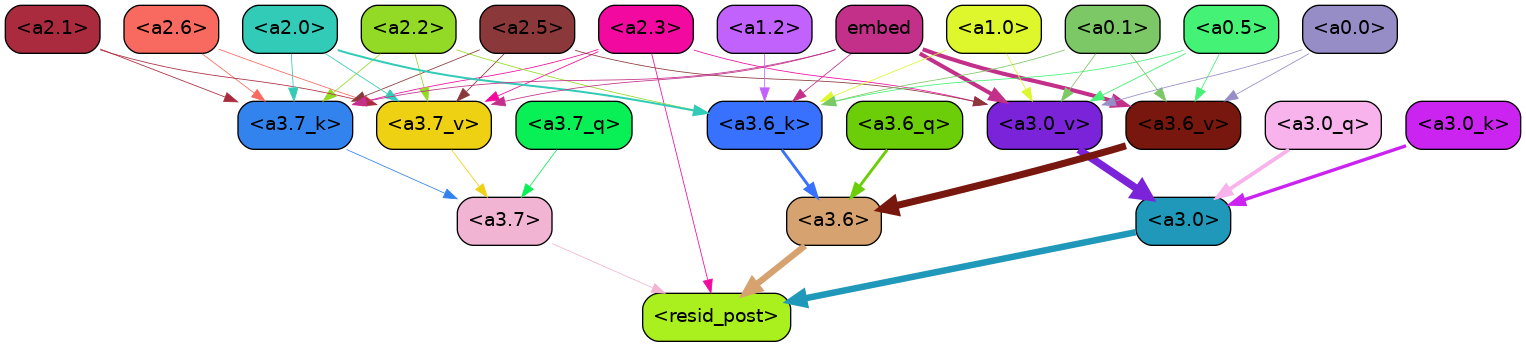 <a2.1> <a2.6> <a2.0> <a2.2> <a2.5> <a2.3> <a1.2> embed <a1.0> <a0.1> <a0.5> <a0.0>
<a3.7_k> <a3.7_v> <a3.7_q> <a3.6_k> <a3.6_q> <a3.0_v> <a3.6_v> <a3.0_q> <a3.0_k>
<a3.7> <a3.6> <a3.0>
<resid_post>